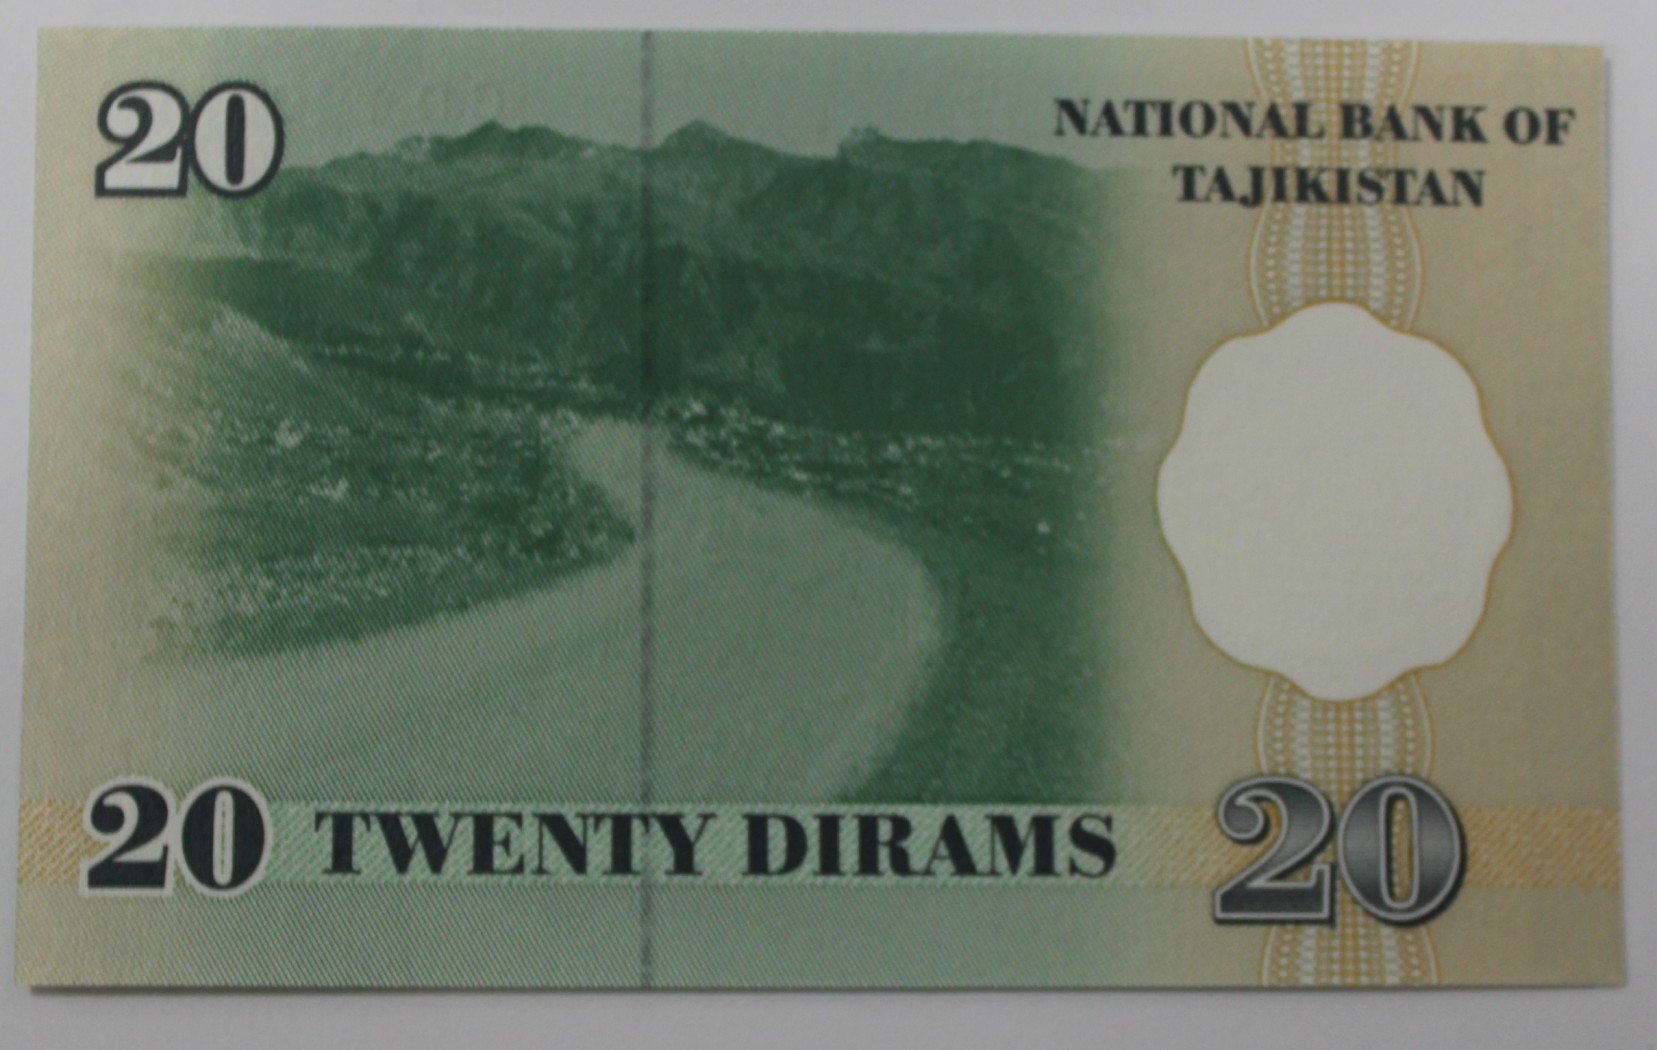 20
NATIONAL BANK OF
TAJIKISTAN
20 TWENTY DIRAMS 20